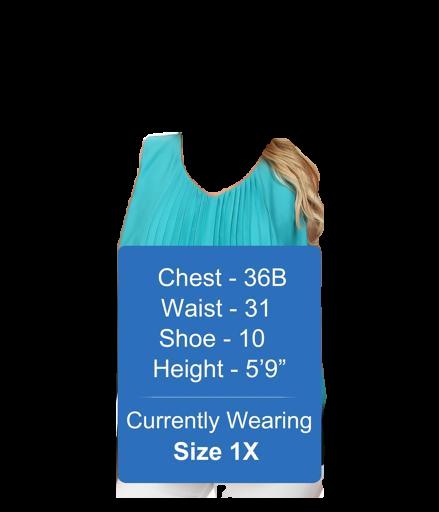 Chest - 36B
Waist - 31
Shoe - 10
Height - 5’9”
Currently Wearing
Size 1X